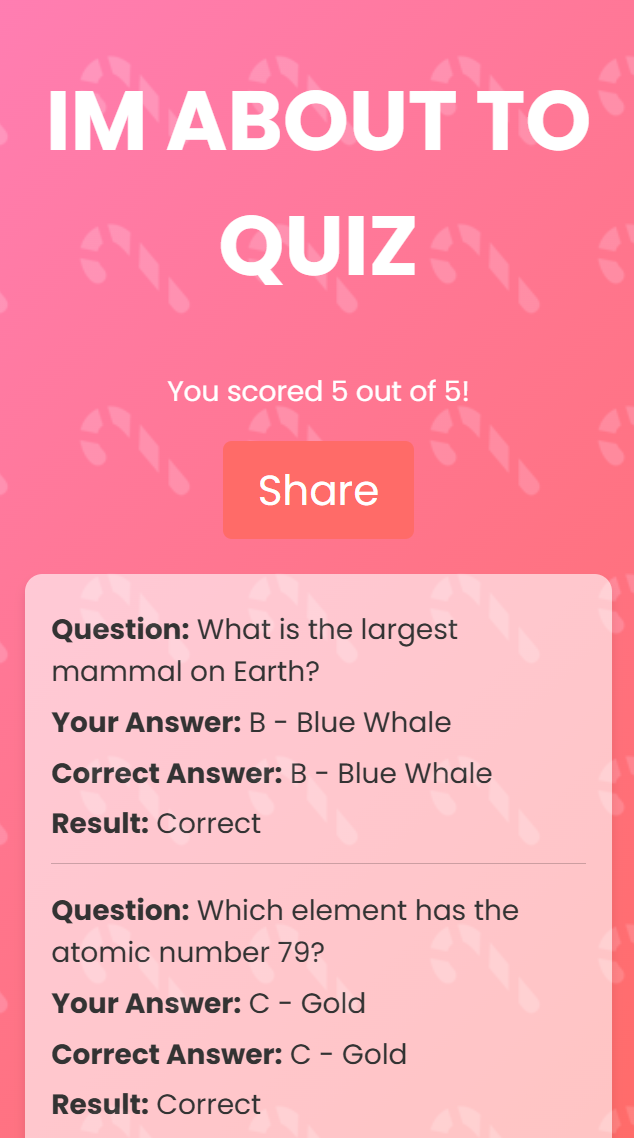 IM ABOUT TO
QUIZ
You scored 5 out of 5!
Share
Question: What is the largest
mammal on Earth?
Your Answer: B - Blue Whale
Correct Answer: B - Blue Whale
Result: Correct
Question: Which element has the
atomic number 79?
Your Answer: C - Gold
Correct Answer: C - Gold
Result: Correct